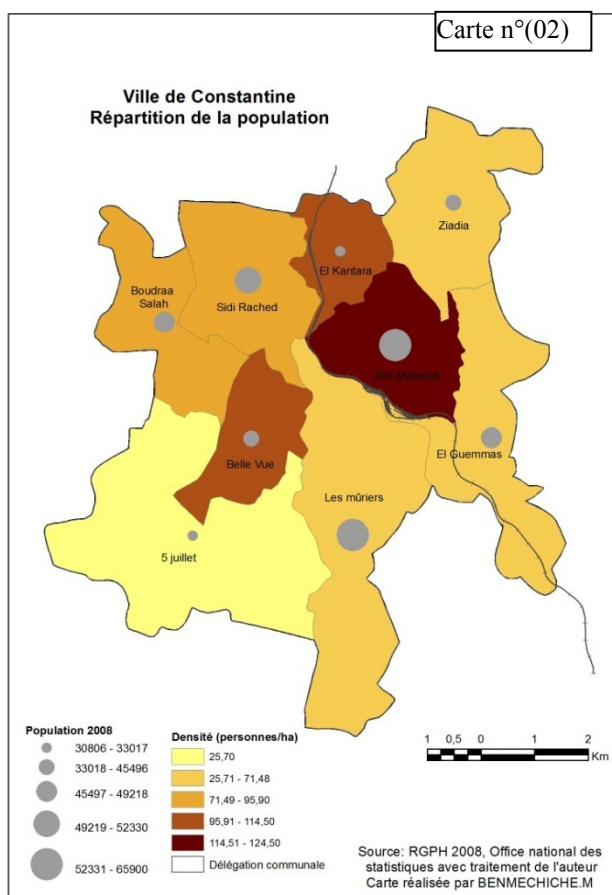 Carte n°(02)
Ville de Constantine
Répartition de la population
Ziadia
El Kantara
Boudraa
Salah
Sidi Rached
Sidi Mabrouk
El Guemmas
Belle Vue
Les mûriers
5 juillet
Population 2008
30806 - 33017
33018 - 45496
45497 - 49218
49219 - 52330
52331 - 65900
Densité (personnes/ha)
25,70
25,71 - 71,48
71,49 - 95,90
95,91 - 114,50
114,51 - 124,50
Délégation communale
1 0,5 0 1 2
Km
Source: RGPH 2008, Office national des
statistiques avec traitement de l'auteur
Carte réalisée par BENMECHICHE.M